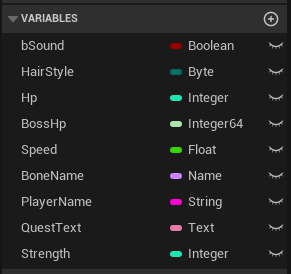 VARIABLES
bSound Boolean
HairStyle Byte
Hp Integer
BossHp Integer64
Speed Float
BoneName Name
PlayerName String
QuestText Text
Strength Integer